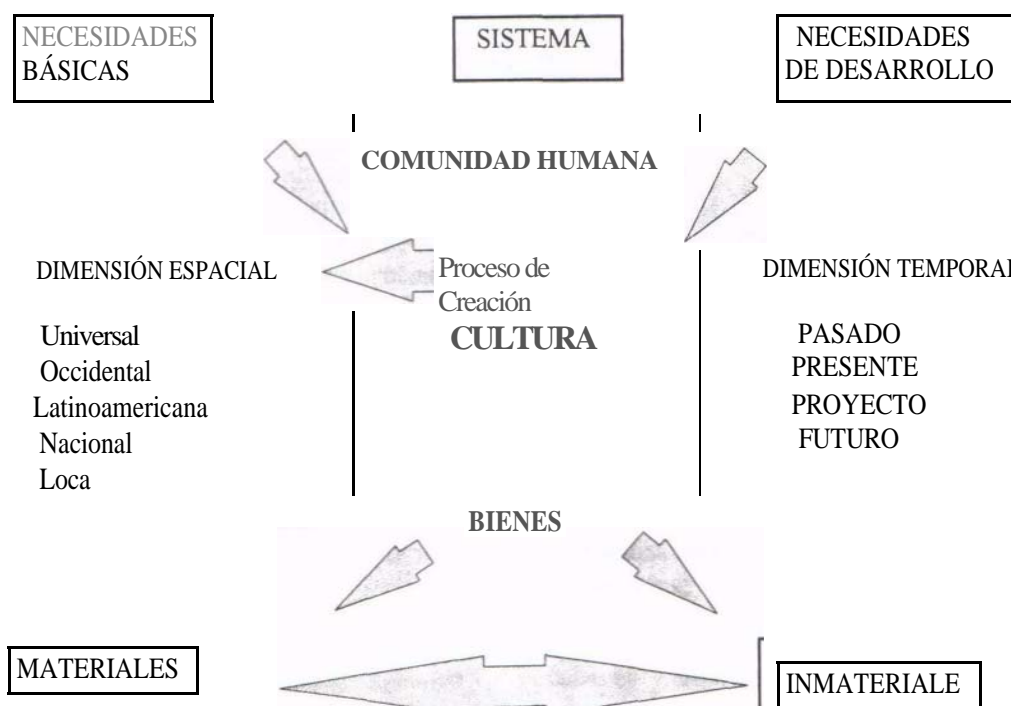 NECESIDADES
BÁSICAS
SISTEMA
NECESIDADES
DE DESARROLLO
COMUNIDAD HUMANA
DIMENSIÓN ESPACIAL
Proceso de
Creación
CULTURA
DIMENSIÓN TEMPORAL
Universal
Occidental
Latinoamericana
Nacional
Loca
PASADO
PRESENTE
PROYECTO
FUTURO
BIENES
MATERIALES
INMATERIALE